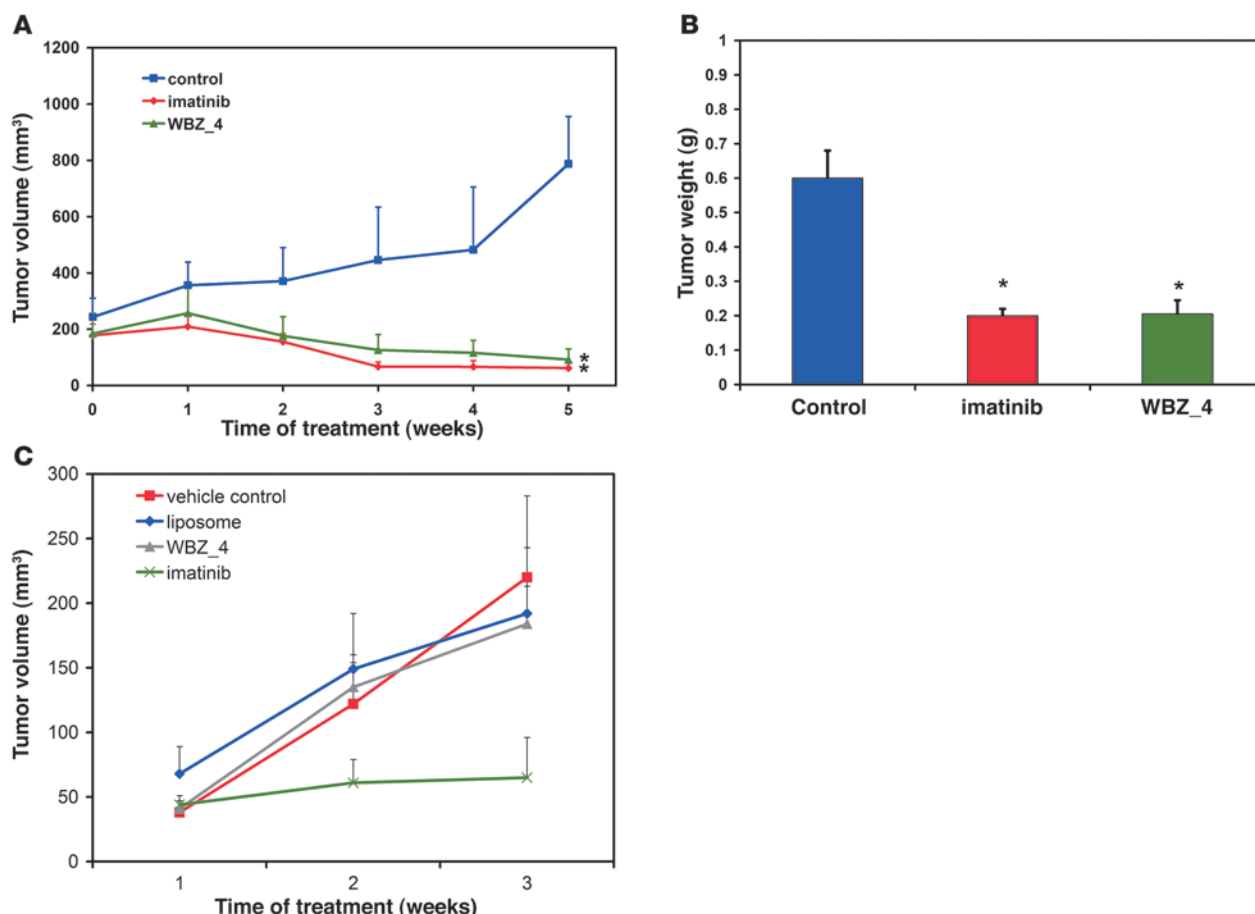 A
1200
1000
800
600
400
200
0
Tumor volume (mm³)
control
imatinib
WBZ_4
*
*
0 1 2 3 4 5
Time of treatment (weeks)
B
1
0.9
0.8
0.7
0.6
0.5
0.4
0.3
0.2
0.1
0
Tumor weight (g)
* *
Control imatinib WBZ_4
C
300
250
200
150
100
50
0
Tumor volume (mm³)
vehicle control
liposome
WBZ_4
imatinib
1 2 3
Time of treatment (weeks)